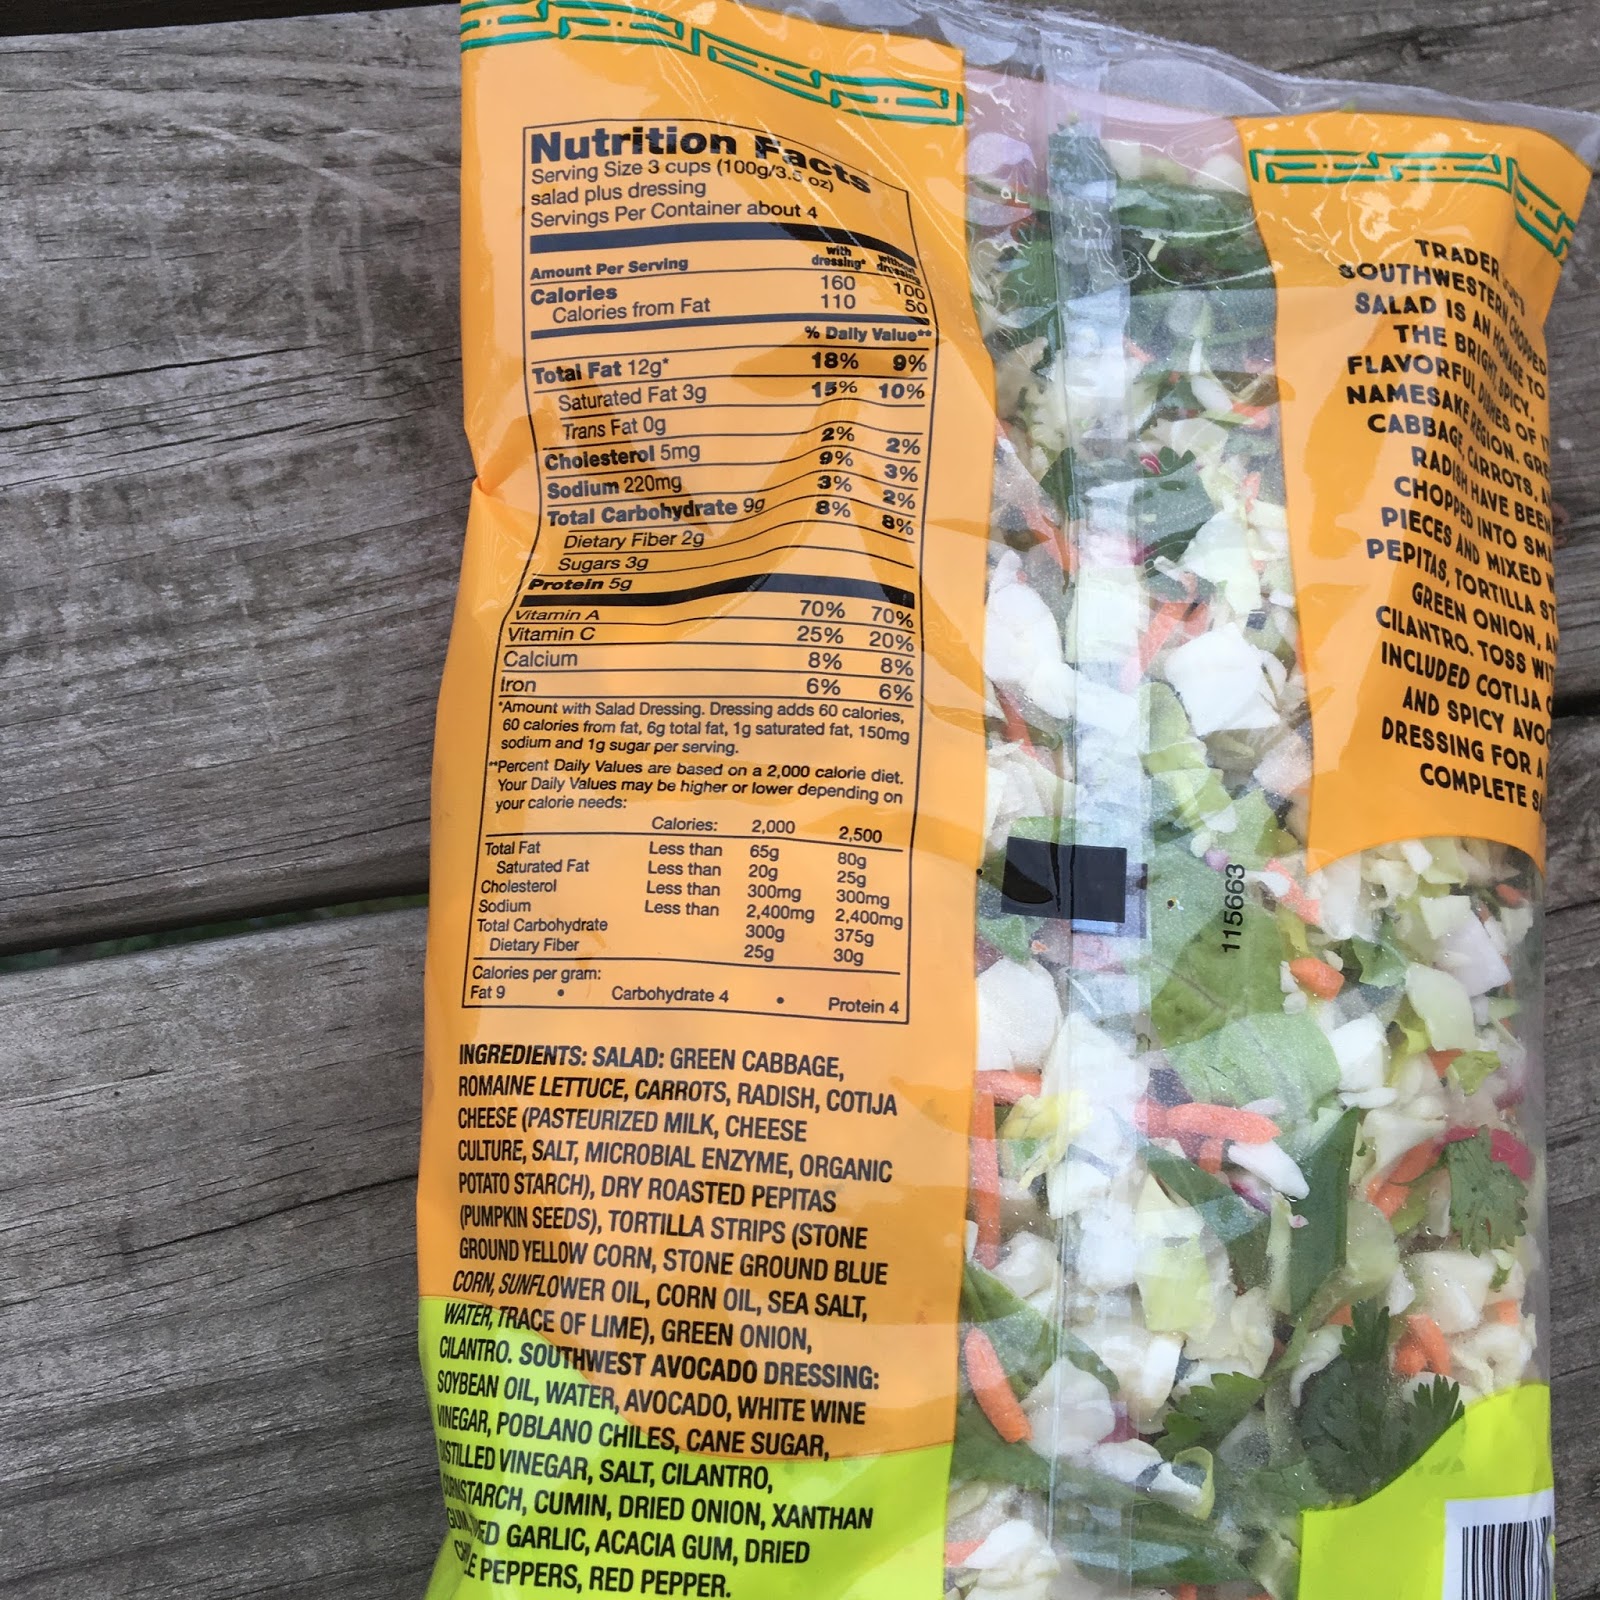 Nutrition Facts
Serving Size 3 cups (100g/3.5 oz)
salad plus dressing
Servings Per Container about 4
Amount Per Serving with dressing* without dressing
Calories 160 100
Calories from Fat 110 50
% Daily Value**
Total Fat 12g* 18% 9%
Saturated Fat 3g 15% 10%
Trans Fat 0g
Cholesterol 5mg 2% 2%
Sodium 220mg 9% 3%
Total Carbohydrate 9g 3% 2%
Dietary Fiber 2g 8% 8%
Sugars 3g
Protein 5g
Vitamin A 70% 70%
Vitamin C 25% 20%
Calcium 8% 8%
Iron 6% 6%
*Amount with Salad Dressing. Dressing adds 60 calories,
60 calories from fat, 6g total fat, 1g saturated fat, 150mg
sodium and 1g sugar per serving.
**Percent Daily Values are based on a 2,000 calorie diet.
Your Daily Values may be higher or lower depending on
your calorie needs:
Calories: 2,000 2,500
Total Fat Less than 65g 80g
Saturated Fat Less than 20g 25g
Cholesterol Less than 300mg 300mg
Sodium Less than 2,400mg 2,400mg
Total Carbohydrate 300g 375g
Dietary Fiber 25g 30g
Calories per gram:
Fat 9 • Carbohydrate 4 • Protein 4
INGREDIENTS: SALAD: GREEN CABBAGE,
ROMAINE LETTUCE, CARROTS, RADISH, COTIJA
CHEESE (PASTEURIZED MILK, CHEESE
CULTURE, SALT, MICROBIAL ENZYME, ORGANIC
POTATO STARCH), DRY ROASTED PEPITAS
(PUMPKIN SEEDS), TORTILLA STRIPS (STONE
GROUND YELLOW CORN, STONE GROUND BLUE
CORN, SUNFLOWER OIL, CORN OIL, SEA SALT,
WATER, TRACE OF LIME), GREEN ONION,
CILANTRO. SOUTHWEST AVOCADO DRESSING:
SOYBEAN OIL, WATER, AVOCADO, WHITE WINE
VINEGAR, POBLANO CHILES, CANE SUGAR,
DISTILLED VINEGAR, SALT, CILANTRO,
CORNSTARCH, CUMIN, DRIED ONION, XANTHAN
GUM, DRIED GARLIC, ACACIA GUM, DRIED
CHILE PEPPERS, RED PEPPER.
115663
TRADER JOE'S
SOUTHWESTERN CHOPPED
SALAD IS AN HOMAGE TO
THE BRIGHT, SPICY,
FLAVORFUL DISHES OF
NAMESAKE REGION.
CABBAGE, CARROTS,
RADISH HAVE BEEN
CHOPPED INTO
PIECES AND MIXED
PEPITAS, TORTILLA
GREEN ONION,
CILANTRO. TOSS
INCLUDED COTIJA
AND SPICY
DRESSING FOR A
COMPLETE